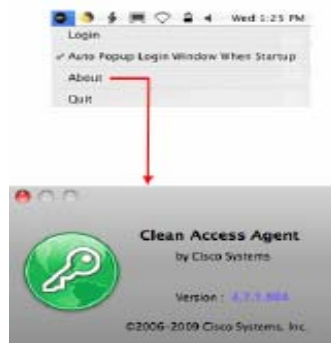 Wed 1:25 PM
Login
Auto Popup Login Window When Startup
About
Quit
Clean Access Agent
by Cisco Systems
Version :
©2006-2009 Cisco Systems, Inc.